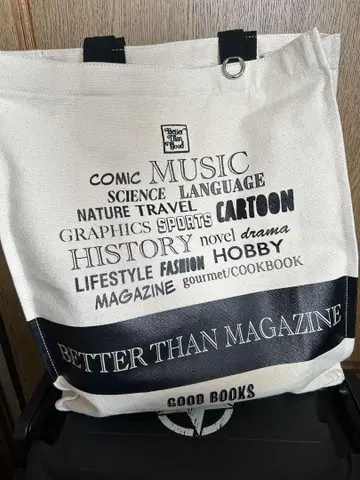 Better
Than
Good
COMIC MUSIC
SCIENCE LANGUAGE
NATURE TRAVEL CARTOON
GRAPHICS SPORTS
HISTORY novel drama
LIFESTYLE FASHION HOBBY
MAGAZINE gourmet/COOKBOOK
BETTER THAN MAGAZINE
GOOD BOOKS